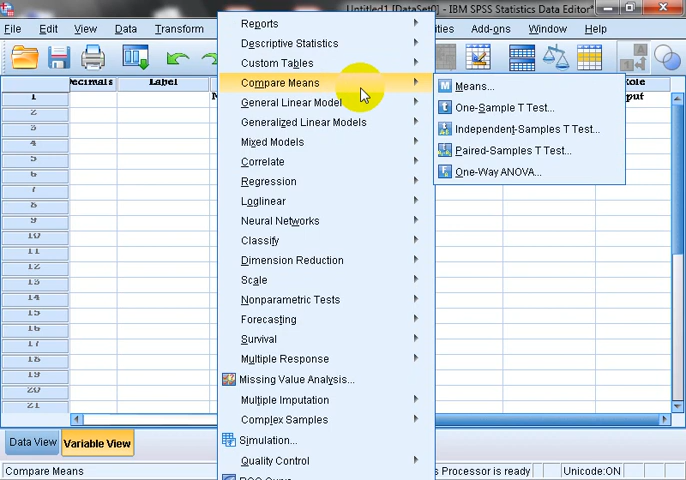 Untitled1 [DataSet0] - IBM SPSS Statistics Data Editor*
File Edit View Data Transform Add-ons Window Help
Label
Reports
Descriptive Statistics
Custom Tables
Compare Means
General Linear Model
Generalized Linear Models
Mixed Models
Correlate
Regression
Loglinear
Neural Networks
Classify
Dimension Reduction
Scale
Nonparametric Tests
Forecasting
Survival
Multiple Response
Missing Value Analysis...
Multiple Imputation
Complex Samples
Simulation...
Quality Control
Means...
One-Sample T Test...
Independent-Samples T Test...
Paired-Samples T Test...
One-Way ANOVA...
1
2
3
4
5
6
7
8
9
10
11
12
13
14
15
16
17
18
19
20
21
Data View Variable View
Compare Means
s Processor is ready Unicode:ON